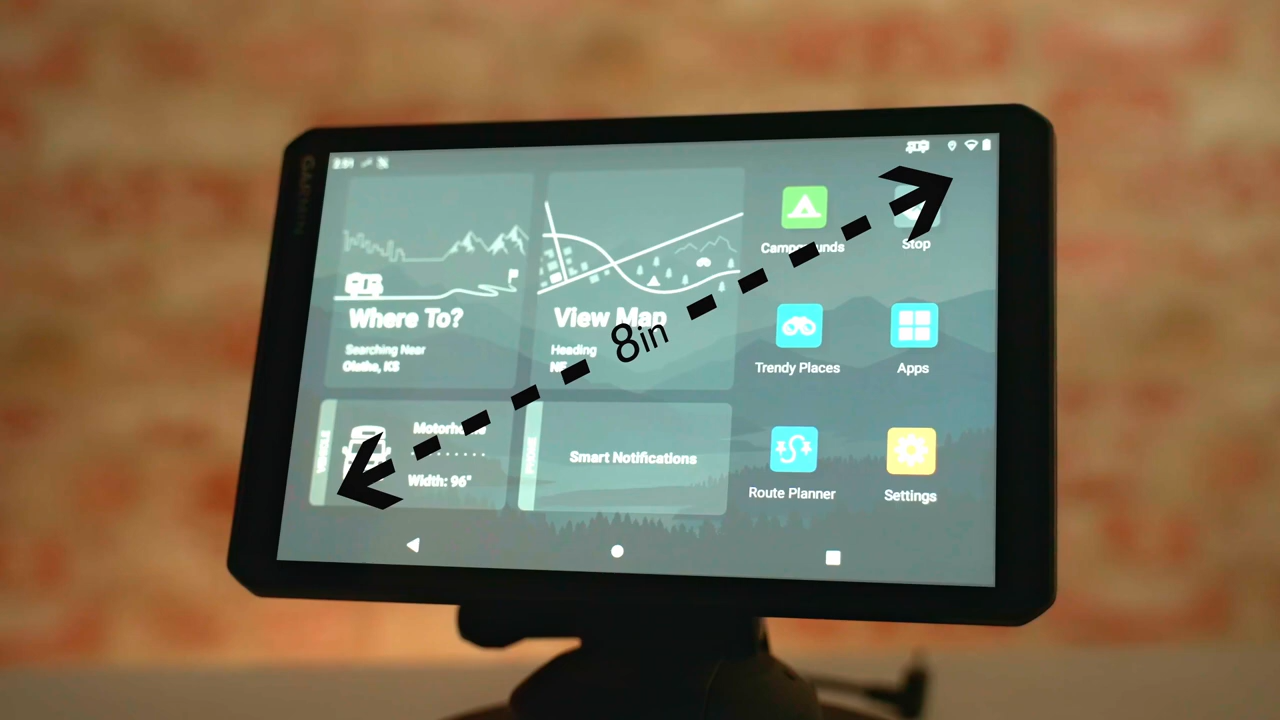 GARMIN
Where To?
Searching Near
Olathe, KS
View Map
Heading
8in
Campgrounds
Stop
Trendy Places
Apps
VEHICLE
Width: 96"
Smart Notifications
Route Planner
Settings